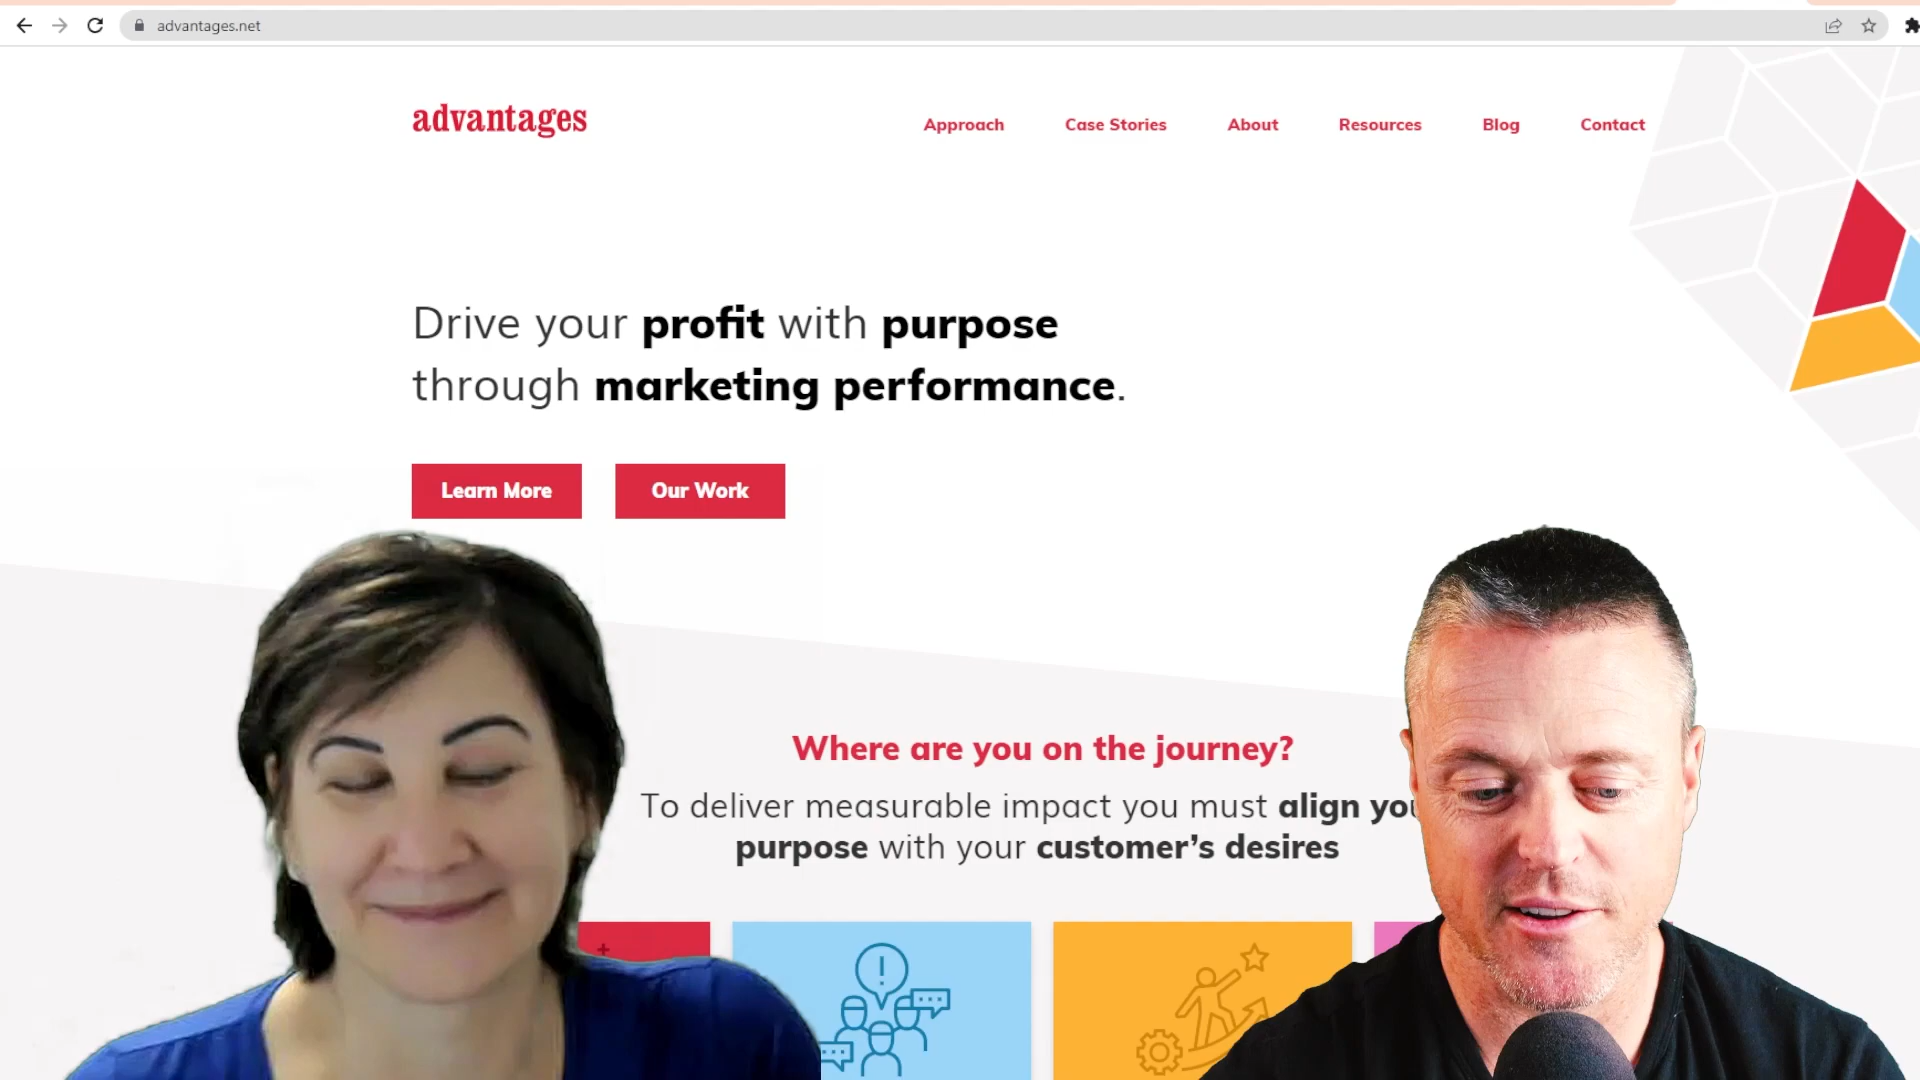 advantages.net
advantages
Approach Case Stories About Resources Blog Contact
Drive your profit with purpose
through marketing performance.
Learn More Our Work
Where are you on the journey?
To deliver measurable impact you must align you
purpose with your customer’s desires